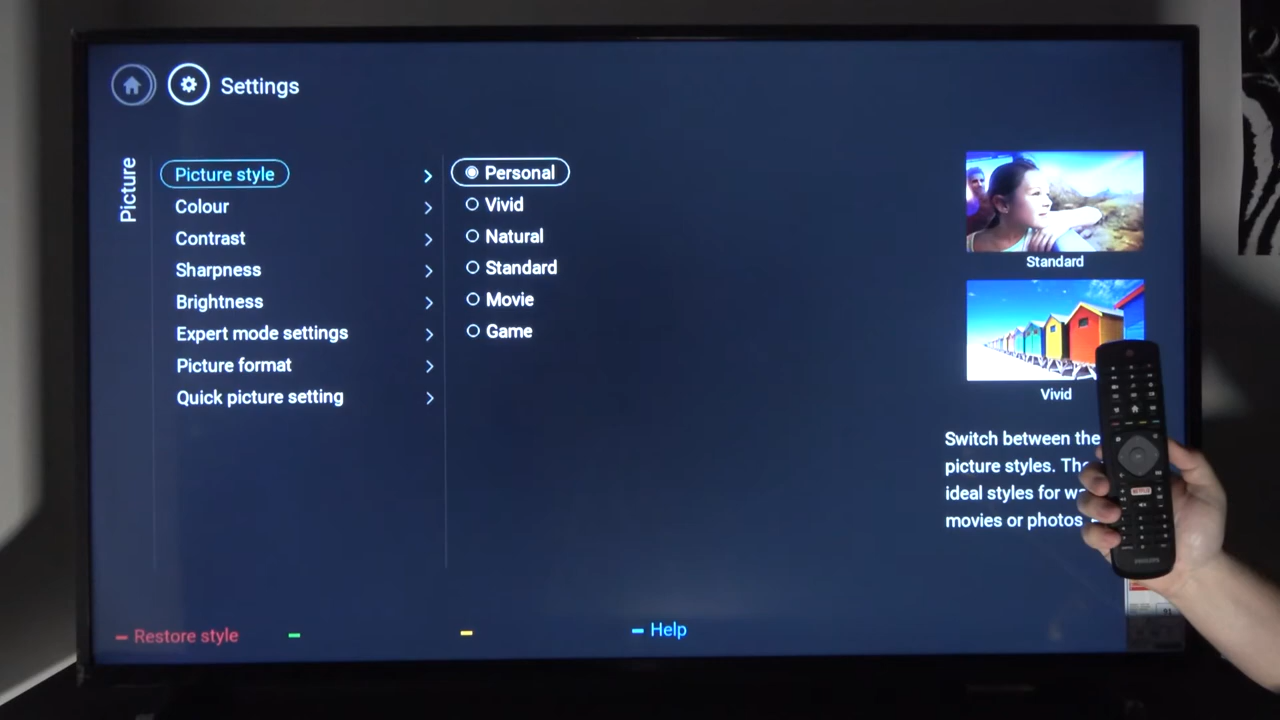 Settings
Picture
Picture style
Colour
Contrast
Sharpness
Brightness
Expert mode settings
Picture format
Quick picture setting
Personal
Vivid
Natural
Standard
Movie
Game
Standard
Vivid
Switch between the
picture styles.
ideal styles for
movies or photos
NETFLIX
PHILIPS
Restore style
Help